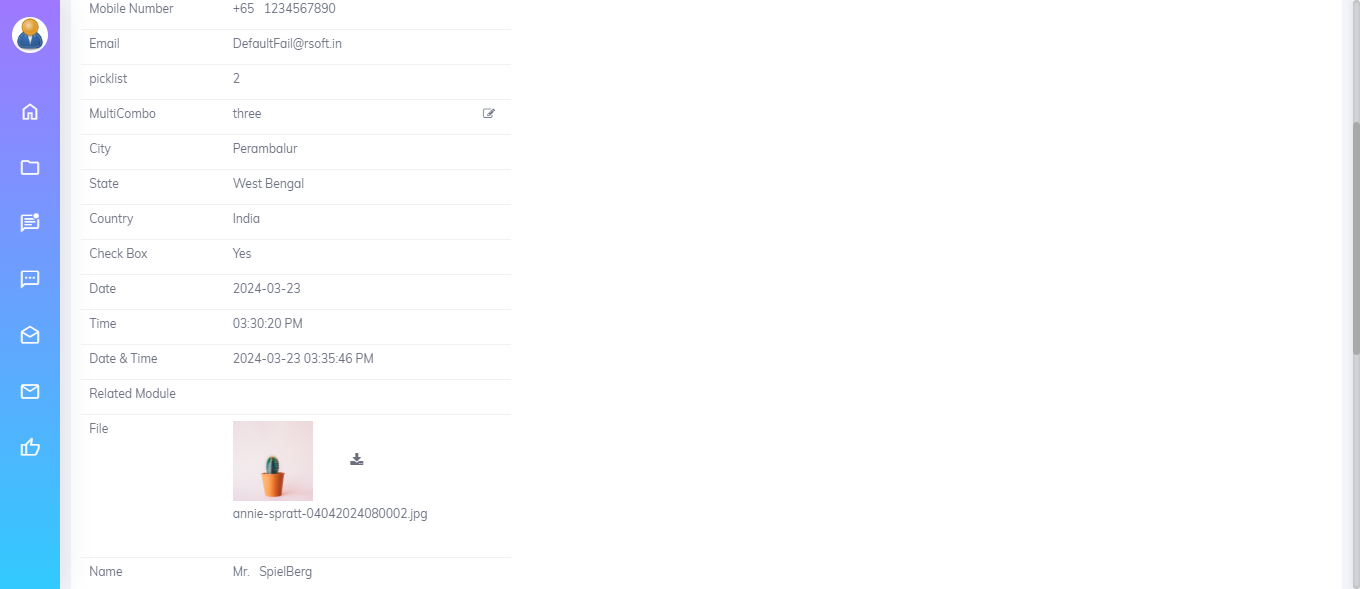 Mobile Number +65 1234567890
Email DefaultFail@rsoft.in
picklist 2
MultiCombo three
City Perambalur
State West Bengal
Country India
Check Box Yes
Date 2024-03-23
Time 03:30:20 PM
Date & Time 2024-03-23 03:35:46 PM
Related Module
File
annie-spratt-04042024080002.jpg
Name Mr. SpielBerg